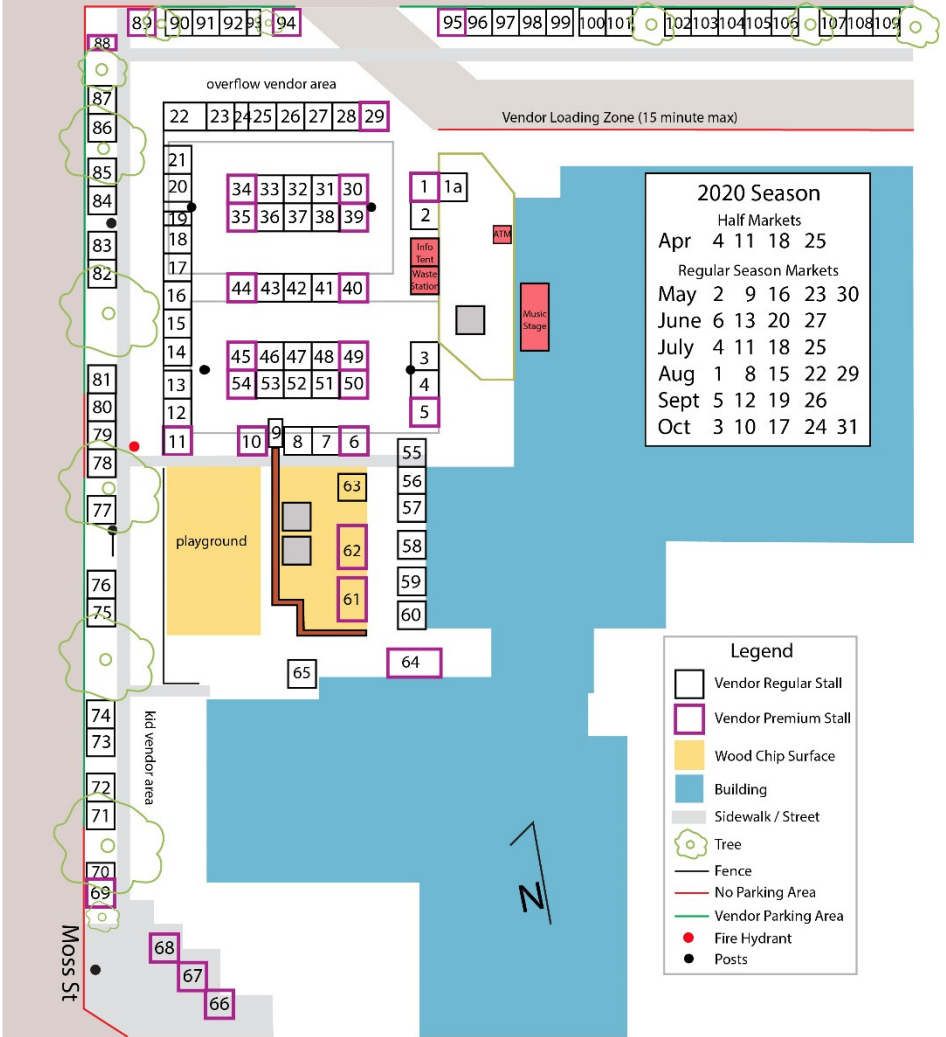 89 90 91 92 93 94 95 96 97 98 99 100 101 102 103 104 105 106 107 108 109
88
overflow vendor area
87
86
22 23 24 25 26 27 28 29
Vendor Loading Zone (15 minute max)
21
85
20
34 33 32 31 30
1 1a
84
19
35 36 37 38 39
2
18
83
82
17
Info
Tent
Waste
Station
ATM
16
44 43 42 41 40
15
Music
Stage
14
45 46 47 48 49
3
81
13
54 53 52 51 50
4
80
12
5
79
11
10
9
8 7 6
78
55
56
57
58
59
60
77
playground
63
62
61
76
75
64
65
74
73
72
71
70
69
kid vendor area
68
67
66
Moss St
N
2020 Season
Half Markets
Apr 4 11 18 25
Regular Season Markets
May 2 9 16 23 30
June 6 13 20 27
July 4 11 18 25
Aug 1 8 15 22 29
Sept 5 12 19 26
Oct 3 10 17 24 31
Legend
Vendor Regular Stall
Vendor Premium Stall
Wood Chip Surface
Building
Sidewalk / Street
Tree
Fence
No Parking Area
Vendor Parking Area
Fire Hydrant
Posts